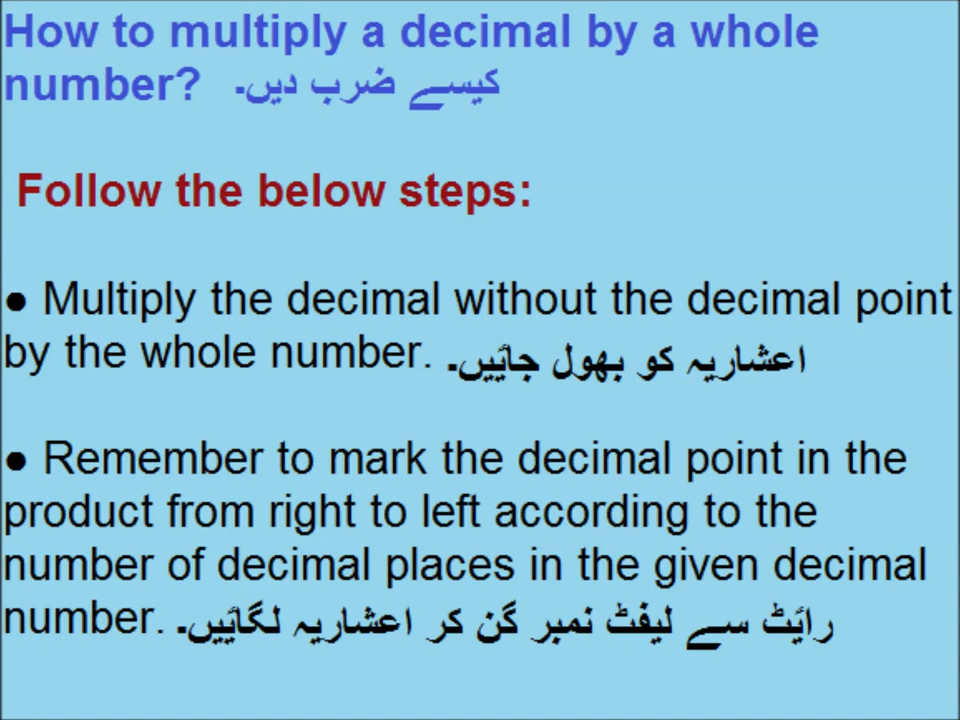 How to multiply a decimal by a whole
number? کیسے ضرب دیں۔
Follow the below steps:
● Multiply the decimal without the decimal point
by the whole number. اعشاریہ کو بھول جائیں۔
● Remember to mark the decimal point in the
product from right to left according to the
number of decimal places in the given decimal
number. رائٹ سے لیفٹ نمبر گن کر اعشاریہ لگائیں۔